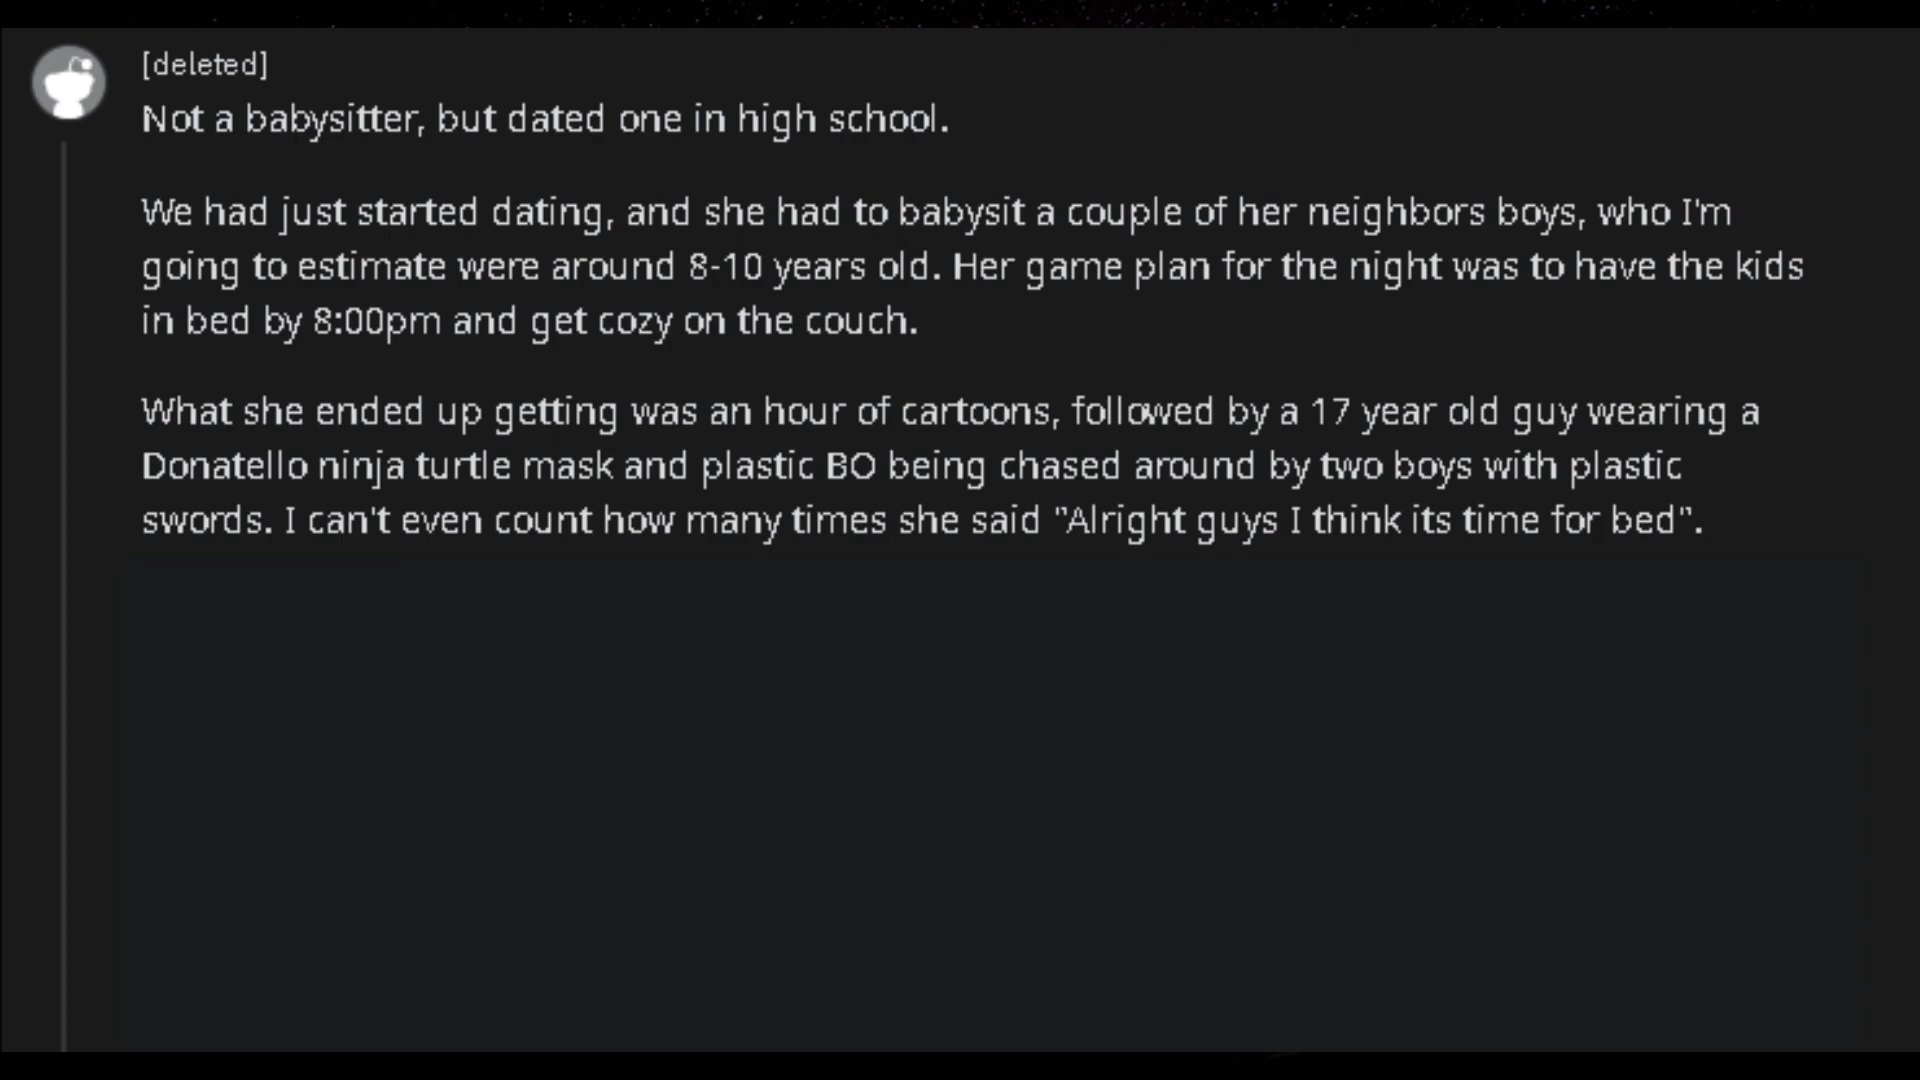 [deleted]
Not a babysitter, but dated one in high school.
We had just started dating, and she had to babysit a couple of her neighbors boys, who I'm
going to estimate were around 8-10 years old. Her game plan for the night was to have the kids
in bed by 8:00pm and get cozy on the couch.
What she ended up getting was an hour of cartoons, followed by a 17 year old guy wearing a
Donatello ninja turtle mask and plastic BO being chased around by two boys with plastic
swords. I can't even count how many times she said "Alright guys I think its time for bed".